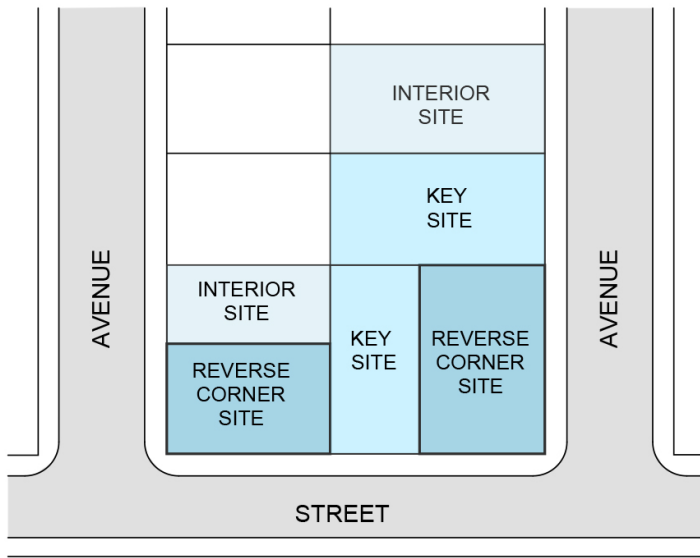 INTERIOR
SITE
KEY
SITE
AVENUE
INTERIOR
SITE
KEY
SITE
REVERSE
CORNER
SITE
AVENUE
REVERSE
CORNER
SITE
STREET